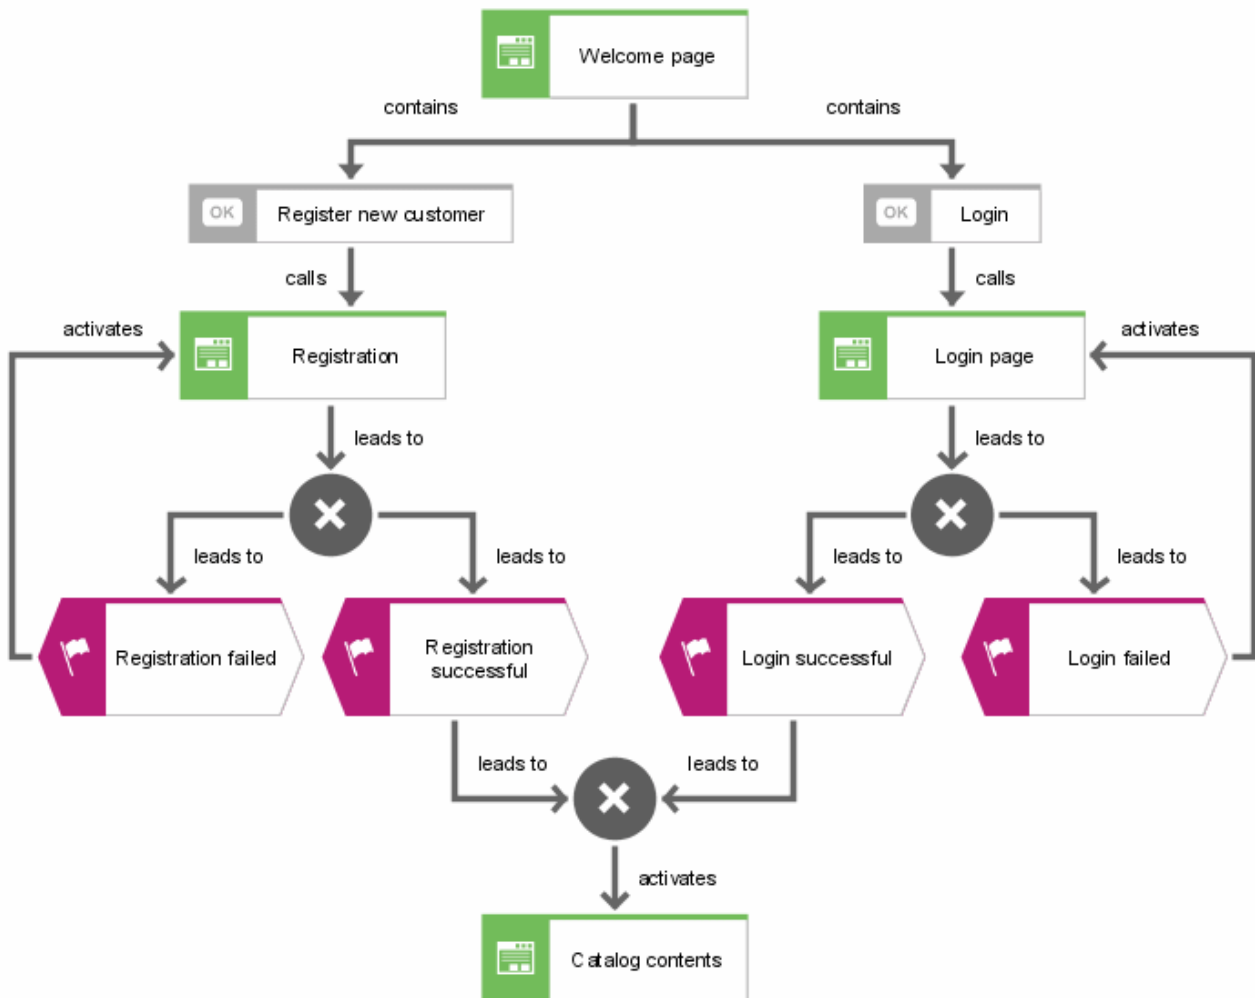 Welcome page
contains
contains
OK
Register new customer
OK
Login
calls
calls
activates
activates
Registration
Login page
leads to
leads to
leads to
leads to
leads to
leads to
Registration failed
Registration
successful
Login successful
Login failed
leads to
leads to
activates
Catalog contents